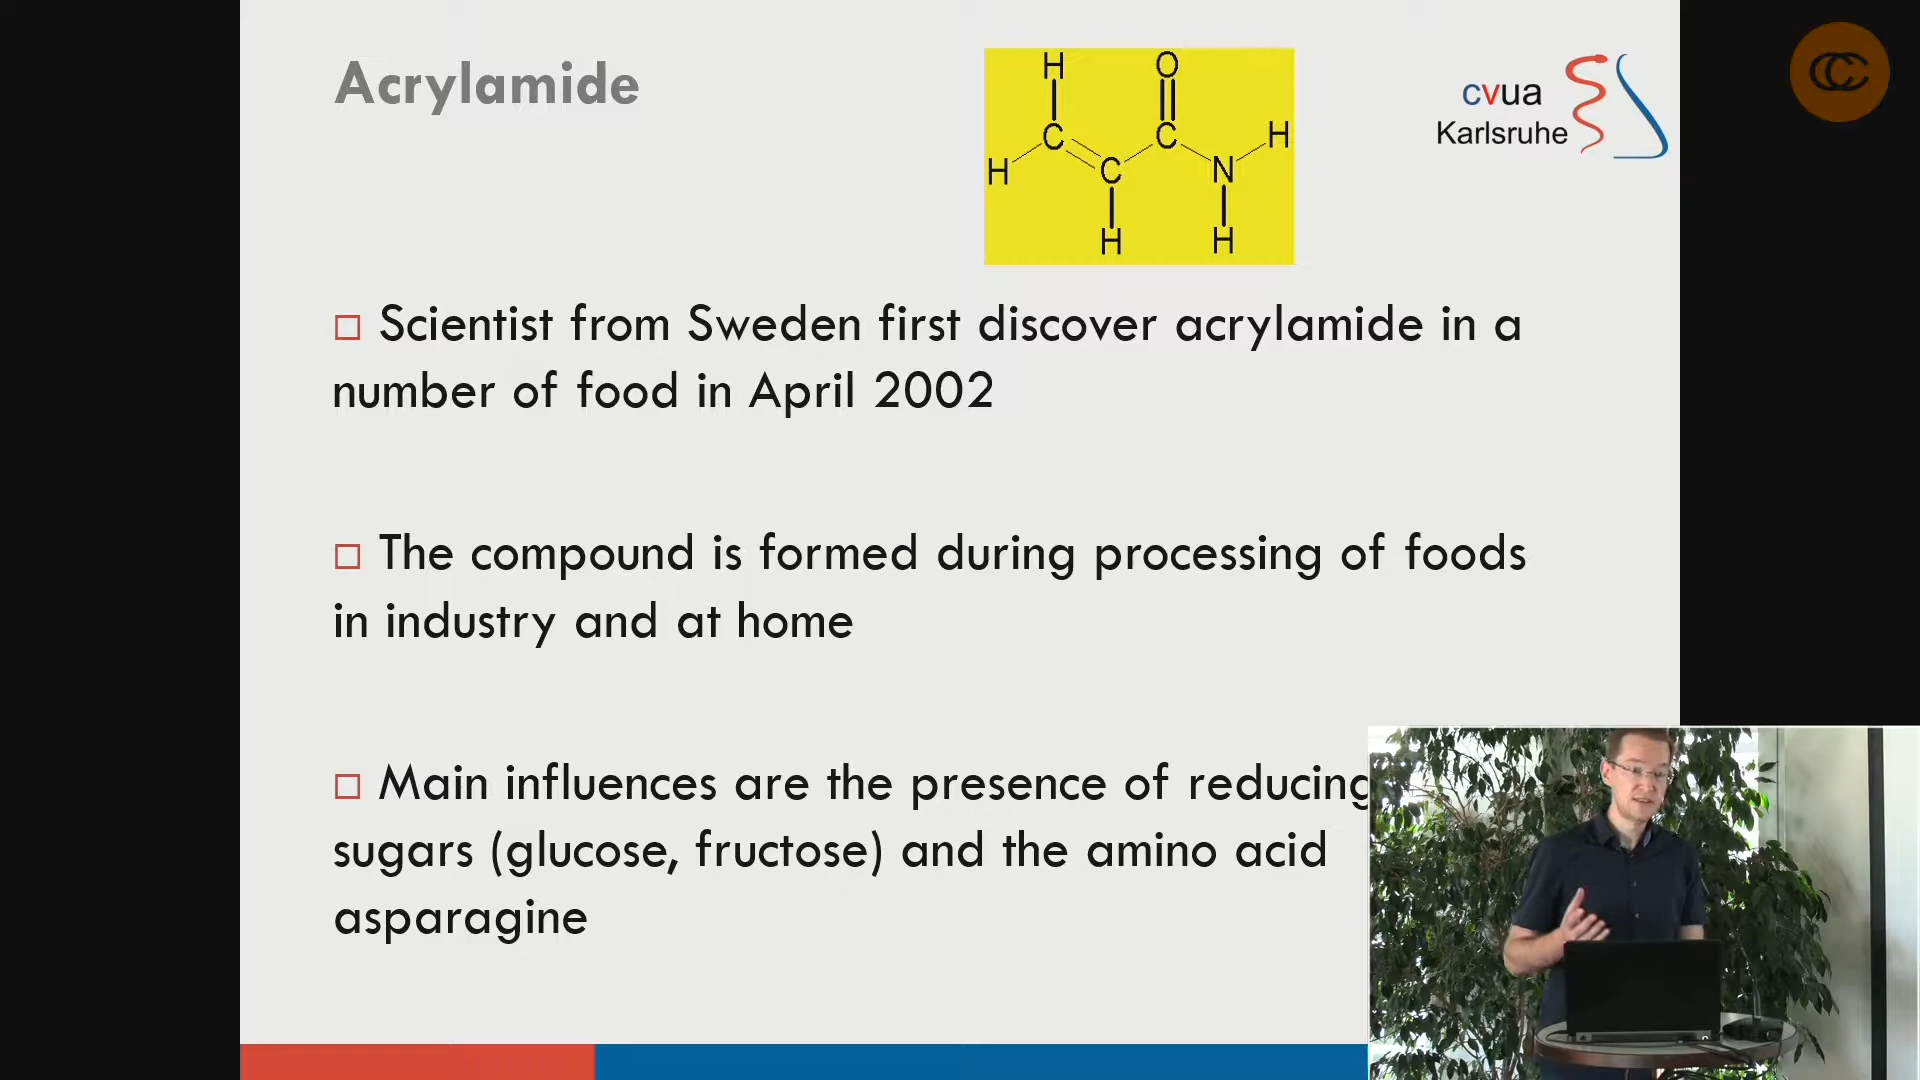 Acrylamide
H
O
C
C
H
H
C
N
H
H
cvua
Karlsruhe
Scientist from Sweden first discover acrylamide in a
number of food in April 2002
The compound is formed during processing of foods
in industry and at home
Main influences are the presence of reducing
sugars (glucose, fructose) and the amino acid
asparagine